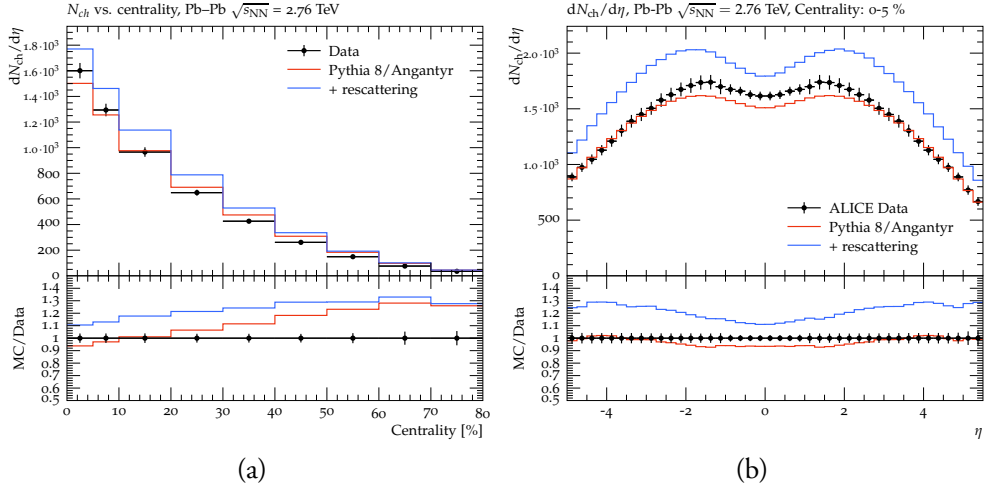 N_ch vs. centrality, Pb–Pb √s_NN = 2.76 TeV
dN_ch/dη
1.8·10³
1.6·10³
1.4·10³
1.2·10³
1.0·10³
800
600
400
200
0
Data
Pythia 8/Angantyr
+ rescattering
MC/Data
1.4
1.3
1.2
1.1
1
0.9
0.8
0.7
0.6
0.5
0 10 20 30 40 50 60 70 80
Centrality [%]
(a)
dN_ch/dη, Pb-Pb √s_NN = 2.76 TeV, Centrality: 0-5 %
dN_ch/dη
2.0·10³
1.5·10³
1.0·10³
500
0
ALICE Data
Pythia 8/Angantyr
+ rescattering
MC/Data
1.4
1.3
1.2
1.1
1
0.9
0.8
0.7
0.6
0.5
-4 -2 0 2 4
η
(b)